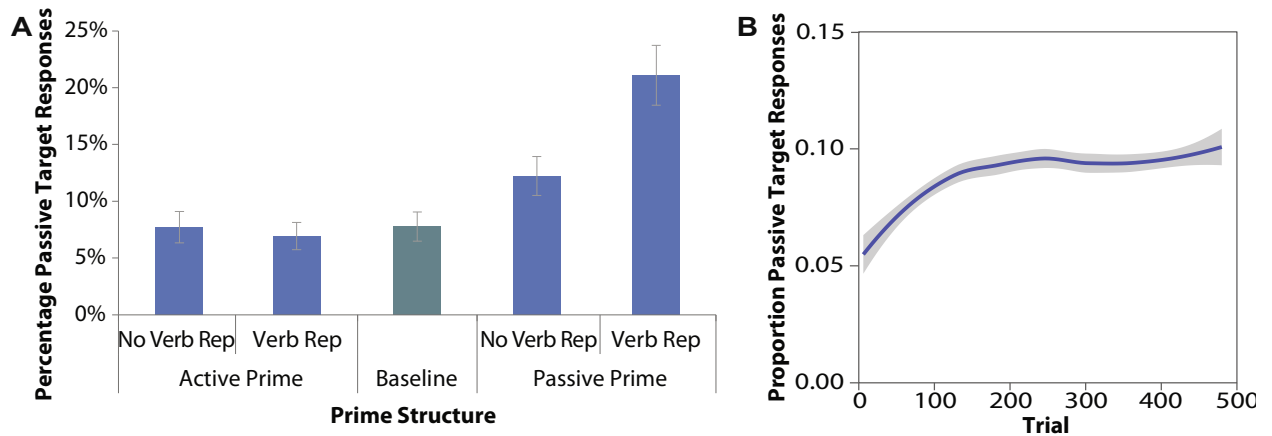 A
Percentage Passive Target Responses
25%
20%
15%
10%
5%
0%
No Verb Rep Verb Rep No Verb Rep Verb Rep
Active Prime Baseline Passive Prime
Prime Structure
B
Proportion Passive Target Responses
0.15
0.10
0.05
0.00
0 100 200 300 400 500
Trial